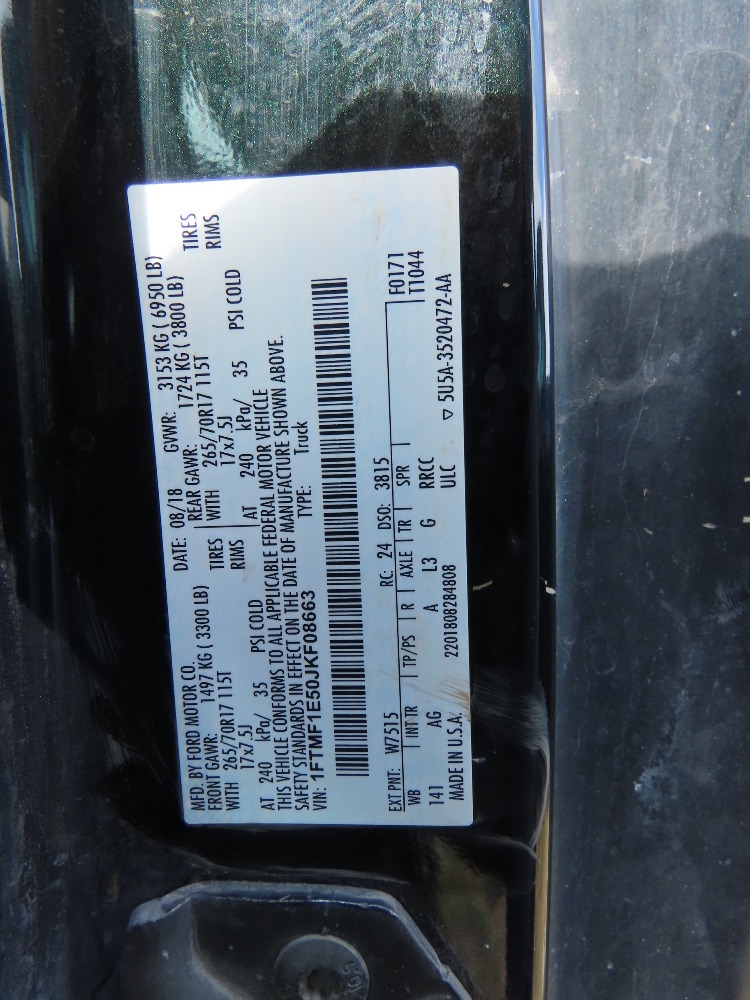 MFD. BY FORD MOTOR CO. DATE: 08/18 GVWR: 3153 KG ( 6950 LB)
FRONT GAWR: 1497 KG ( 3300 LB) REAR GAWR: 1724 KG ( 3800 LB)
WITH 265/70R17 115T TIRES WITH 265/70R17 115T TIRES
17x7.5J RIMS 17x7.5J RIMS
AT 240 kPa/ 35 PSI COLD AT 240 kPa/ 35 PSI COLD
THIS VEHICLE CONFORMS TO ALL APPLICABLE FEDERAL MOTOR VEHICLE
SAFETY STANDARDS IN EFFECT ON THE DATE OF MANUFACTURE SHOWN ABOVE.
VIN: 1FTMF1E50JKF08663 TYPE: Truck
EXT PNT: W7515 RC: 24 DSO: 3815 F0171
WB INT TR TP/PS R AXLE TR SPR T1044
141 AG A L3 G RRCC
MADE IN U.S.A. 2201808284808 ULC ▽ 5U5A-3520472-AA